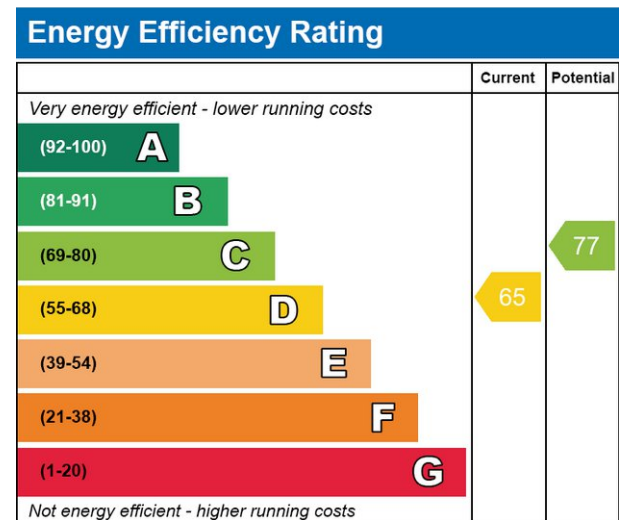 Energy Efficiency Rating
Current Potential
Very energy efficient - lower running costs
(92-100) A
(81-91) B
(69-80) C
77
(55-68) D
65
(39-54) E
(21-38) F
(1-20) G
Not energy efficient - higher running costs